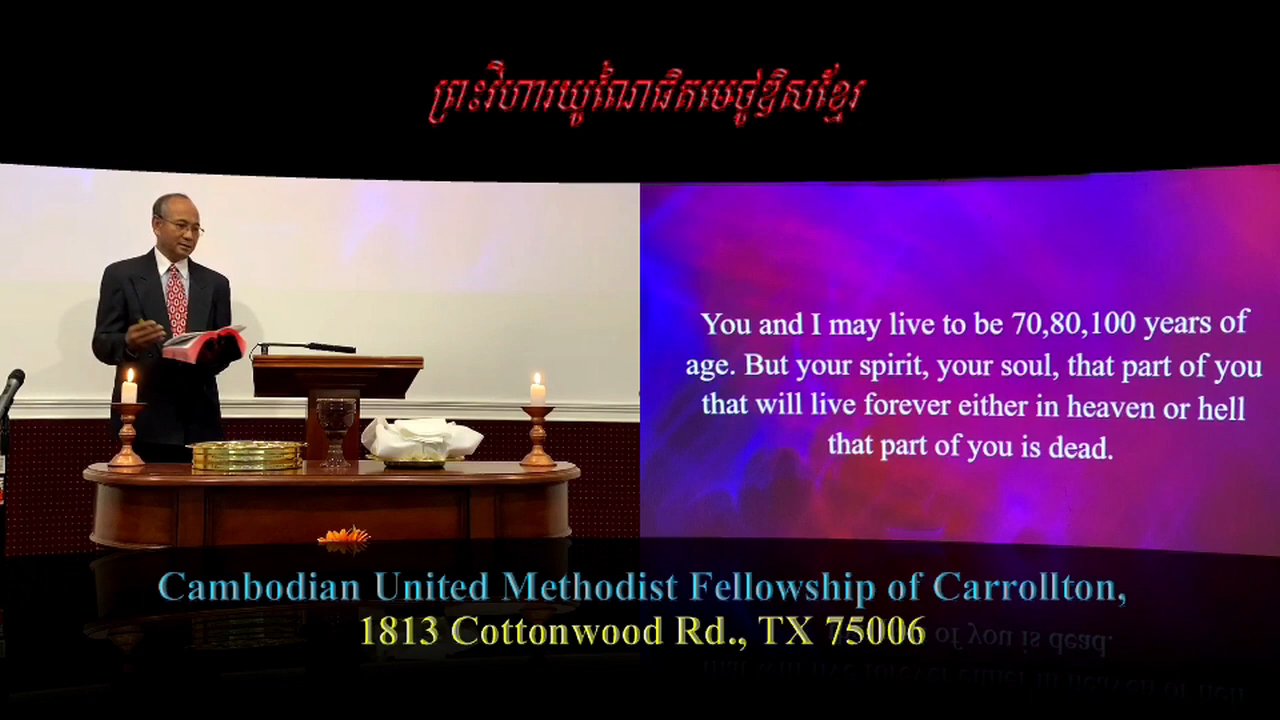 ព្រះវិហារយូណៃធិតមេថូឌីសខ្មែរ
You and I may live to be 70,80,100 years of
age. But your spirit, your soul, that part of you
that will live forever either in heaven or hell
that part of you is dead.
Cambodian United Methodist Fellowship of Carrollton,
1813 Cottonwood Rd., TX 75006